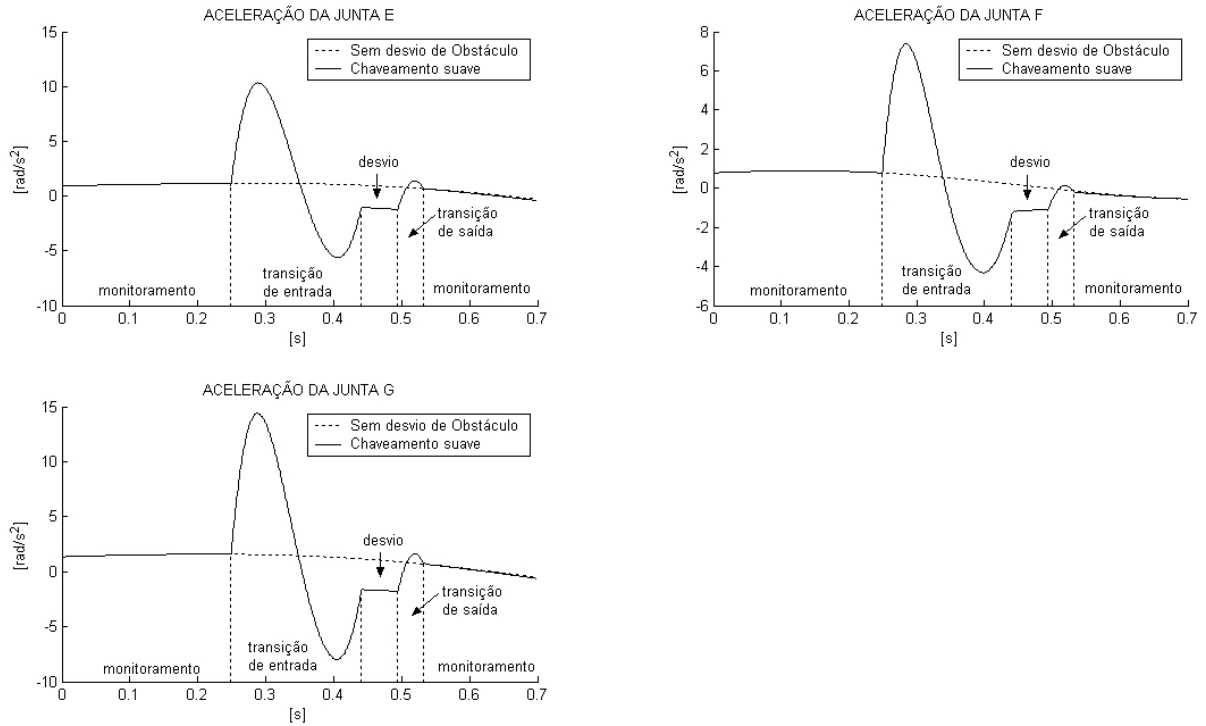 ACELERAÇÃO DA JUNTA E
15
10
5
0
-5
-10
[rad/s²]
Sem desvio de Obstáculo
Chaveamento suave
desvio
transição
de saída
transição
de entrada
monitoramento
monitoramento
0 0.1 0.2 0.3 0.4 0.5 0.6 0.7
[s]
ACELERAÇÃO DA JUNTA F
8
6
4
2
0
-2
-4
-6
[rad/s²]
Sem desvio de Obstáculo
Chaveamento suave
desvio
transição
de saída
transição
de entrada
monitoramento
monitoramento
0 0.1 0.2 0.3 0.4 0.5 0.6 0.7
[s]
ACELERAÇÃO DA JUNTA G
15
10
5
0
-5
-10
[rad/s²]
Sem desvio de Obstáculo
Chaveamento suave
desvio
transição
de saída
transição
de entrada
monitoramento
monitoramento
0 0.1 0.2 0.3 0.4 0.5 0.6 0.7
[s]